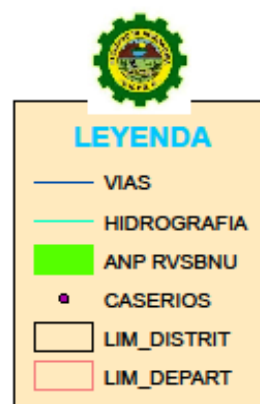 LEYENDA
VIAS
HIDROGRAFIA
ANP RVSBNU
CASERIOS
LIM_DISTRIT
LIM_DEPART